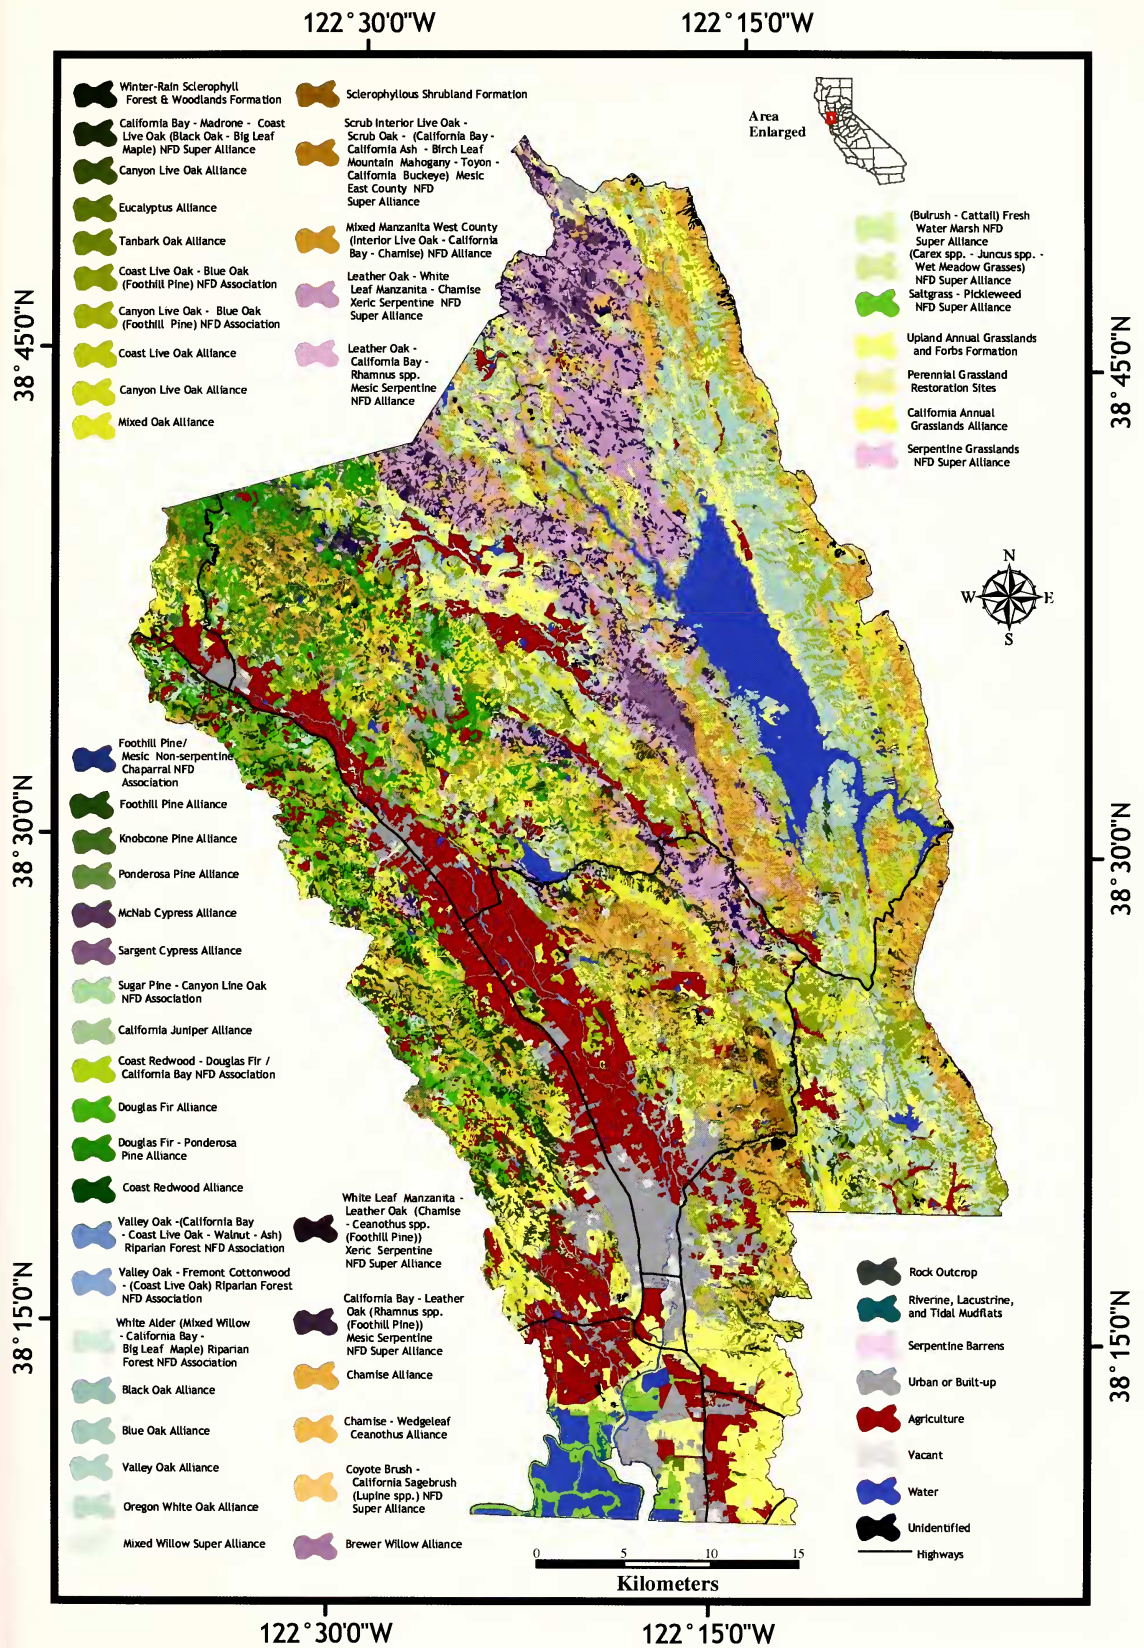 122°30'0"W
122°15'0"W
Winter-Rain Sclerophyll
Forest & Woodlands Formation
California Bay - Madrone - Coast
Live Oak (Black Oak - Big Leaf
Maple) NFD Super Alliance
Canyon Live Oak Alliance
Eucalyptus Alliance
Tanbark Oak Alliance
Coast Live Oak - Blue Oak
(Foothill Pine) NFD Association
Canyon Live Oak - Blue Oak
(Foothill Pine) NFD Association
Coast Live Oak Alliance
Canyon Live Oak Alliance
Mixed Oak Alliance
Sclerophyllous Shrubland Formation
Scrub Interior Live Oak -
Scrub Oak - (California Bay -
California Ash - Birch Leaf
Mountain Mahogany - Toyon -
California Buckeye) Mesic
East County NFD
Super Alliance
Mixed Manzanita West County
(Interior Live Oak - California
Bay - Chamise) NFD Alliance
Leather Oak - White
Leaf Manzanita - Chamise
Xeric Serpentine NFD
Super Alliance
Leather Oak -
California Bay -
Rhamnus spp.
Mesic Serpentine
NFD Alliance
Area
Enlarged
(Bulrush - Cattail) Fresh
Water Marsh NFD
Super Alliance
(Carex spp. - Juncus spp. -
Wet Meadow Grasses)
NFD Super Alliance
Saltgrass - Pickleweed
NFD Super Alliance
Upland Annual Grasslands
and Forbs Formation
Perennial Grassland
Restoration Sites
California Annual
Grasslands Alliance
Serpentine Grasslands
NFD Super Alliance
38°45'0"N
38°45'0"N
N
W
E
S
Foothill Pine/
Mesic Non-serpentine
Chaparral NFD
Association
Foothill Pine Alliance
Knobcone Pine Alliance
Ponderosa Pine Alliance
McNab Cypress Alliance
Sargent Cypress Alliance
Sugar Pine - Canyon Line Oak
NFD Association
California Juniper Alliance
Coast Redwood - Douglas Fir /
California Bay NFD Association
Douglas Fir Alliance
Douglas Fir - Ponderosa
Pine Alliance
Coast Redwood Alliance
Valley Oak -(California Bay
- Coast Live Oak - Walnut - Ash)
Riparian Forest NFD Association
Valley Oak - Fremont Cottonwood
- (Coast Live Oak) Riparian Forest
NFD Association
White Alder (Mixed Willow
- California Bay -
Big Leaf Maple) Riparian
Forest NFD Association
Black Oak Alliance
Blue Oak Alliance
Valley Oak Alliance
Oregon White Oak Alliance
Mixed Willow Super Alliance
38°30'0"N
38°30'0"N
White Leaf Manzanita -
Leather Oak (Chamise
- Ceanothus spp.
(Foothill Pine))
Xeric Serpentine
NFD Super Alliance
California Bay - Leather
Oak (Rhamnus spp.
(Foothill Pine))
Mesic Serpentine
NFD Super Alliance
Chamise Alliance
Chamise - Wedgeleaf
Ceanothus Alliance
Coyote Brush -
California Sagebrush
(Lupine spp.) NFD
Super Alliance
Brewer Willow Alliance
Rock Outcrop
Riverine, Lacustrine,
and Tidal Mudflats
Serpentine Barrens
Urban or Built-up
Agriculture
Vacant
Water
Unidentified
Highways
38°15'0"N
38°15'0"N
0 5 10 15
Kilometers
122°30'0"W
122°15'0"W